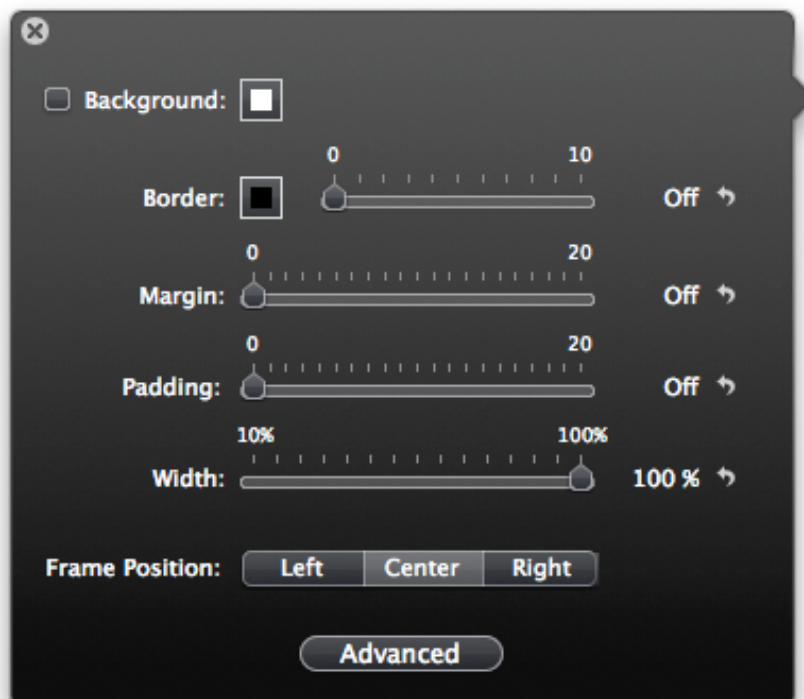 Background:
0 10
Border: Off
0 20
Margin: Off
0 20
Padding: Off
10% 100%
Width: 100 %
Frame Position: Left Center Right
Advanced